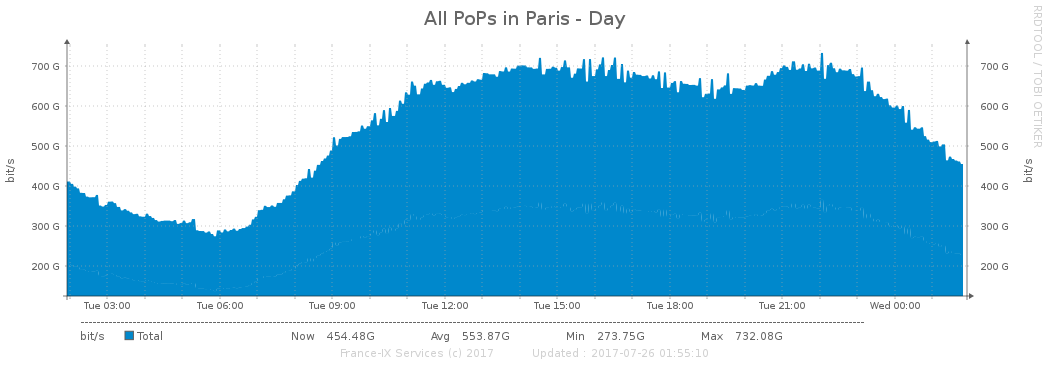 All PoPs in Paris - Day
RRDTOOL / TOBI OETIKER
bit/s
700 G
600 G
500 G
400 G
300 G
200 G
700 G
600 G
500 G
400 G
300 G
200 G
bit/s
Tue 03:00 Tue 06:00 Tue 09:00 Tue 12:00 Tue 15:00 Tue 18:00 Tue 21:00 Wed 00:00
bit/s Total Now 454.48G Avg 553.87G Min 273.75G Max 732.08G
France-IX Services (c) 2017 Updated : 2017-07-26 01:55:10